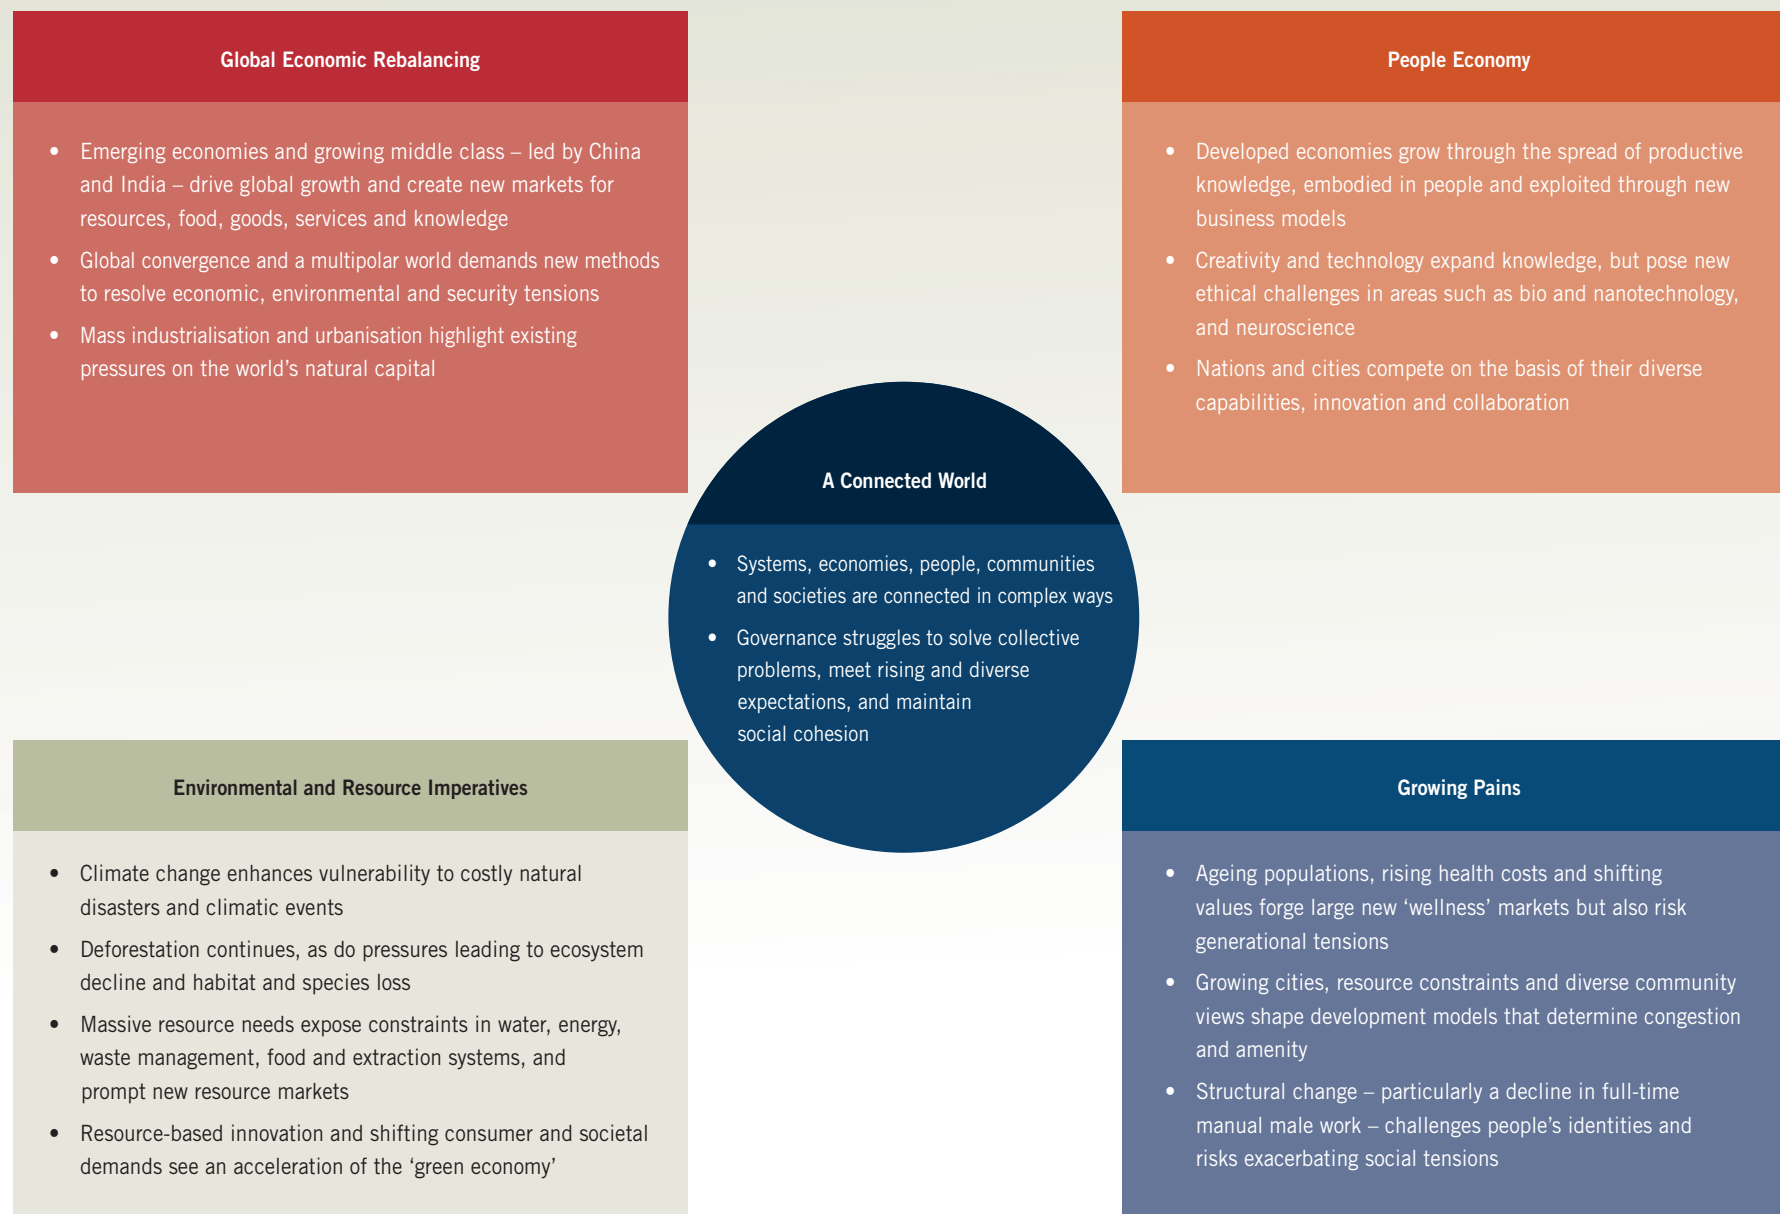 Global Economic Rebalancing
• Emerging economies and growing middle class – led by China
and India – drive global growth and create new markets for
resources, food, goods, services and knowledge
• Global convergence and a multipolar world demands new methods
to resolve economic, environmental and security tensions
• Mass industrialisation and urbanisation highlight existing
pressures on the world's natural capital
People Economy
• Developed economies grow through the spread of productive
knowledge, embodied in people and exploited through new
business models
• Creativity and technology expand knowledge, but pose new
ethical challenges in areas such as bio and nanotechnology,
and neuroscience
• Nations and cities compete on the basis of their diverse
capabilities, innovation and collaboration
A Connected World
• Systems, economies, people, communities
and societies are connected in complex ways
• Governance struggles to solve collective
problems, meet rising and diverse
expectations, and maintain
social cohesion
Environmental and Resource Imperatives
• Climate change enhances vulnerability to costly natural
disasters and climatic events
• Deforestation continues, as do pressures leading to ecosystem
decline and habitat and species loss
• Massive resource needs expose constraints in water, energy,
waste management, food and extraction systems, and
prompt new resource markets
• Resource-based innovation and shifting consumer and societal
demands see an acceleration of the ‘green economy’
Growing Pains
• Ageing populations, rising health costs and shifting
values forge large new ‘wellness’ markets but also risk
generational tensions
• Growing cities, resource constraints and diverse community
views shape development models that determine congestion
and amenity
• Structural change – particularly a decline in full-time
manual male work – challenges people's identities and
risks exacerbating social tensions